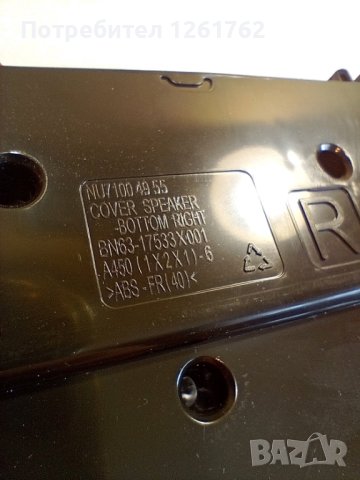 Потребител 1261762
NU7100 49 55
COVER SPEAKER
-BOTTOM RIGHT
BN63-17533X001
A450(1X2X1)-6
>ABS-FR(40)<
R
BAZAR